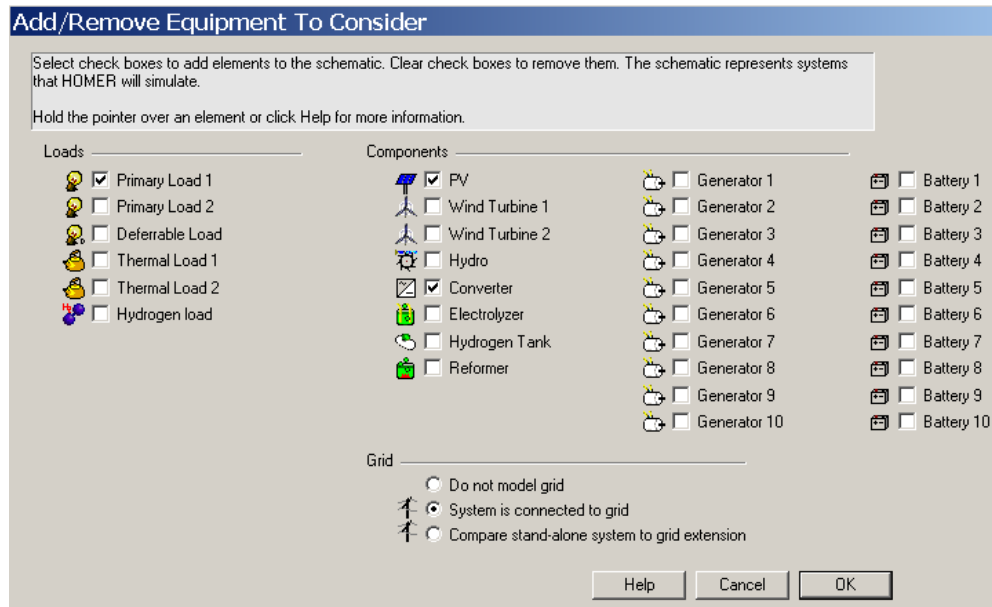 Add/Remove Equipment To Consider
Select check boxes to add elements to the schematic. Clear check boxes to remove them. The schematic represents systems
that HOMER will simulate.
Hold the pointer over an element or click Help for more information.
Loads
Primary Load 1
Primary Load 2
Deferrable Load
Thermal Load 1
Thermal Load 2
Hydrogen load
Components
PV
Wind Turbine 1
Wind Turbine 2
Hydro
Converter
Electrolyzer
Hydrogen Tank
Reformer
Generator 1
Generator 2
Generator 3
Generator 4
Generator 5
Generator 6
Generator 7
Generator 8
Generator 9
Generator 10
Battery 1
Battery 2
Battery 3
Battery 4
Battery 5
Battery 6
Battery 7
Battery 8
Battery 9
Battery 10
Grid
Do not model grid
System is connected to grid
Compare stand-alone system to grid extension
Help
Cancel
OK